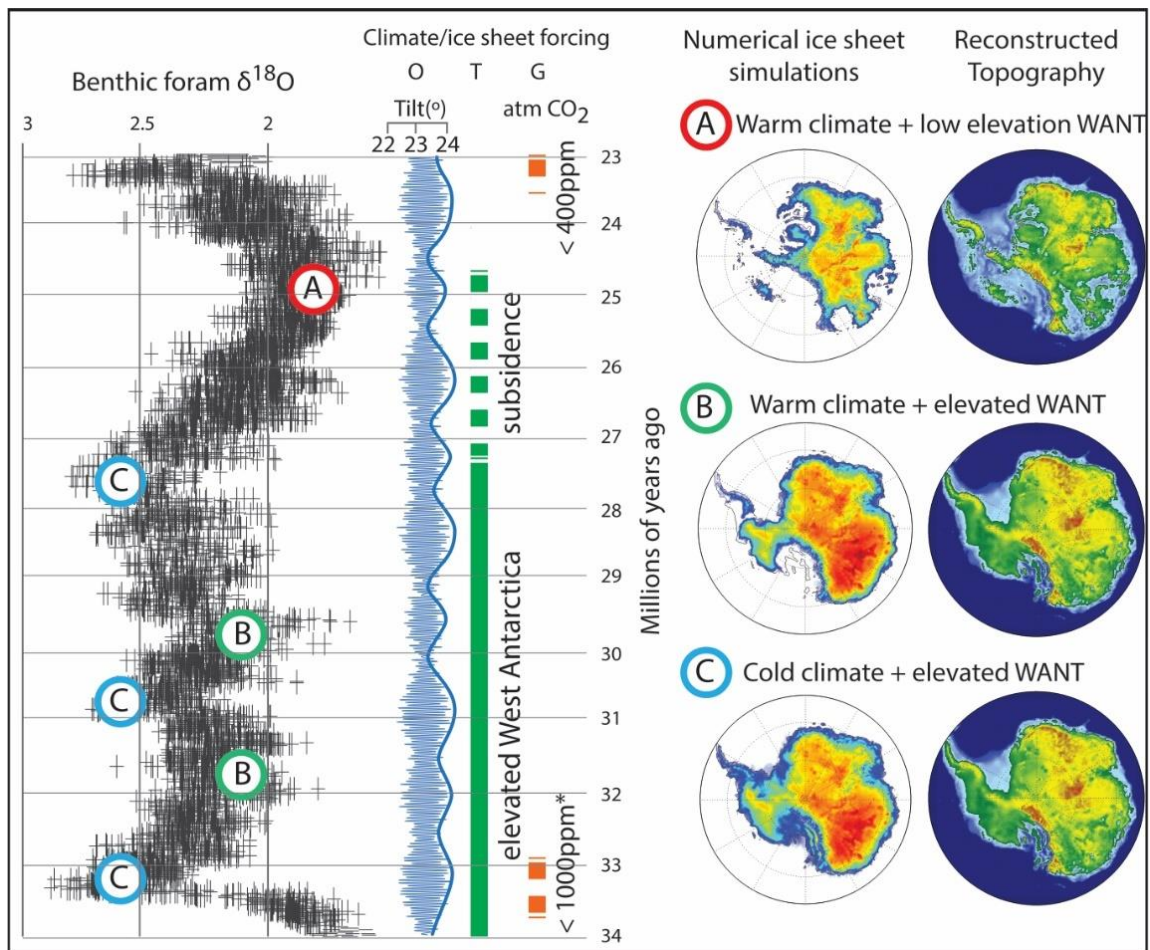 Climate/ice sheet forcing
Benthic foram δ18O
O T G
Tilt(º) atm CO2
3 2.5 2
22 23 24
23
24
25
26
27
28
29
30
31
32
33
34
A
C
B
C
B
C
< 400ppm
subsidence
elevated West Antarctica
< 1000ppm*
Millions of years ago
Numerical ice sheet
simulations
Reconstructed
Topography
A Warm climate + low elevation WANT
B Warm climate + elevated WANT
C Cold climate + elevated WANT